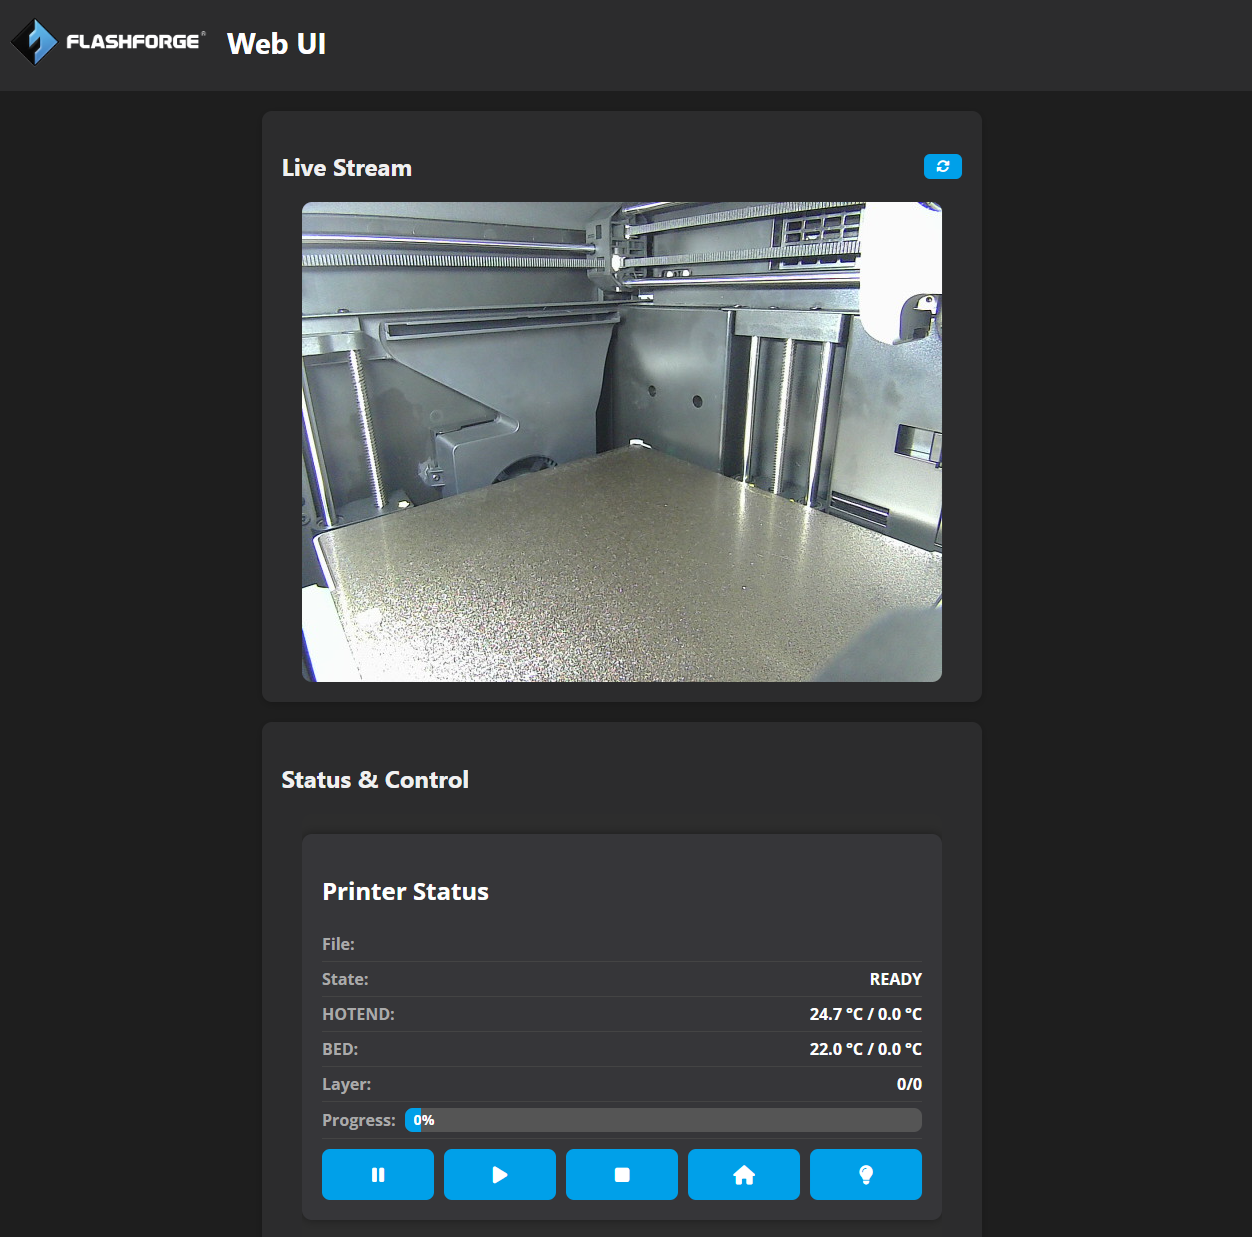 FLASHFORGE® Web UI
Live Stream
Status & Control
Printer Status
File:
State: READY
HOTEND: 24.7 °C / 0.0 °C
BED: 22.0 °C / 0.0 °C
Layer: 0/0
Progress: 0%